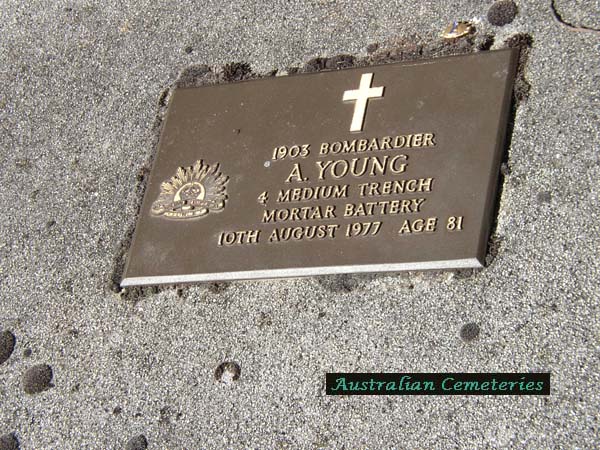 1903 BOMBARDIER
A. YOUNG
4 MEDIUM TRENCH
MORTAR BATTERY
10TH AUGUST 1977 AGE 81
Australian Cemeteries